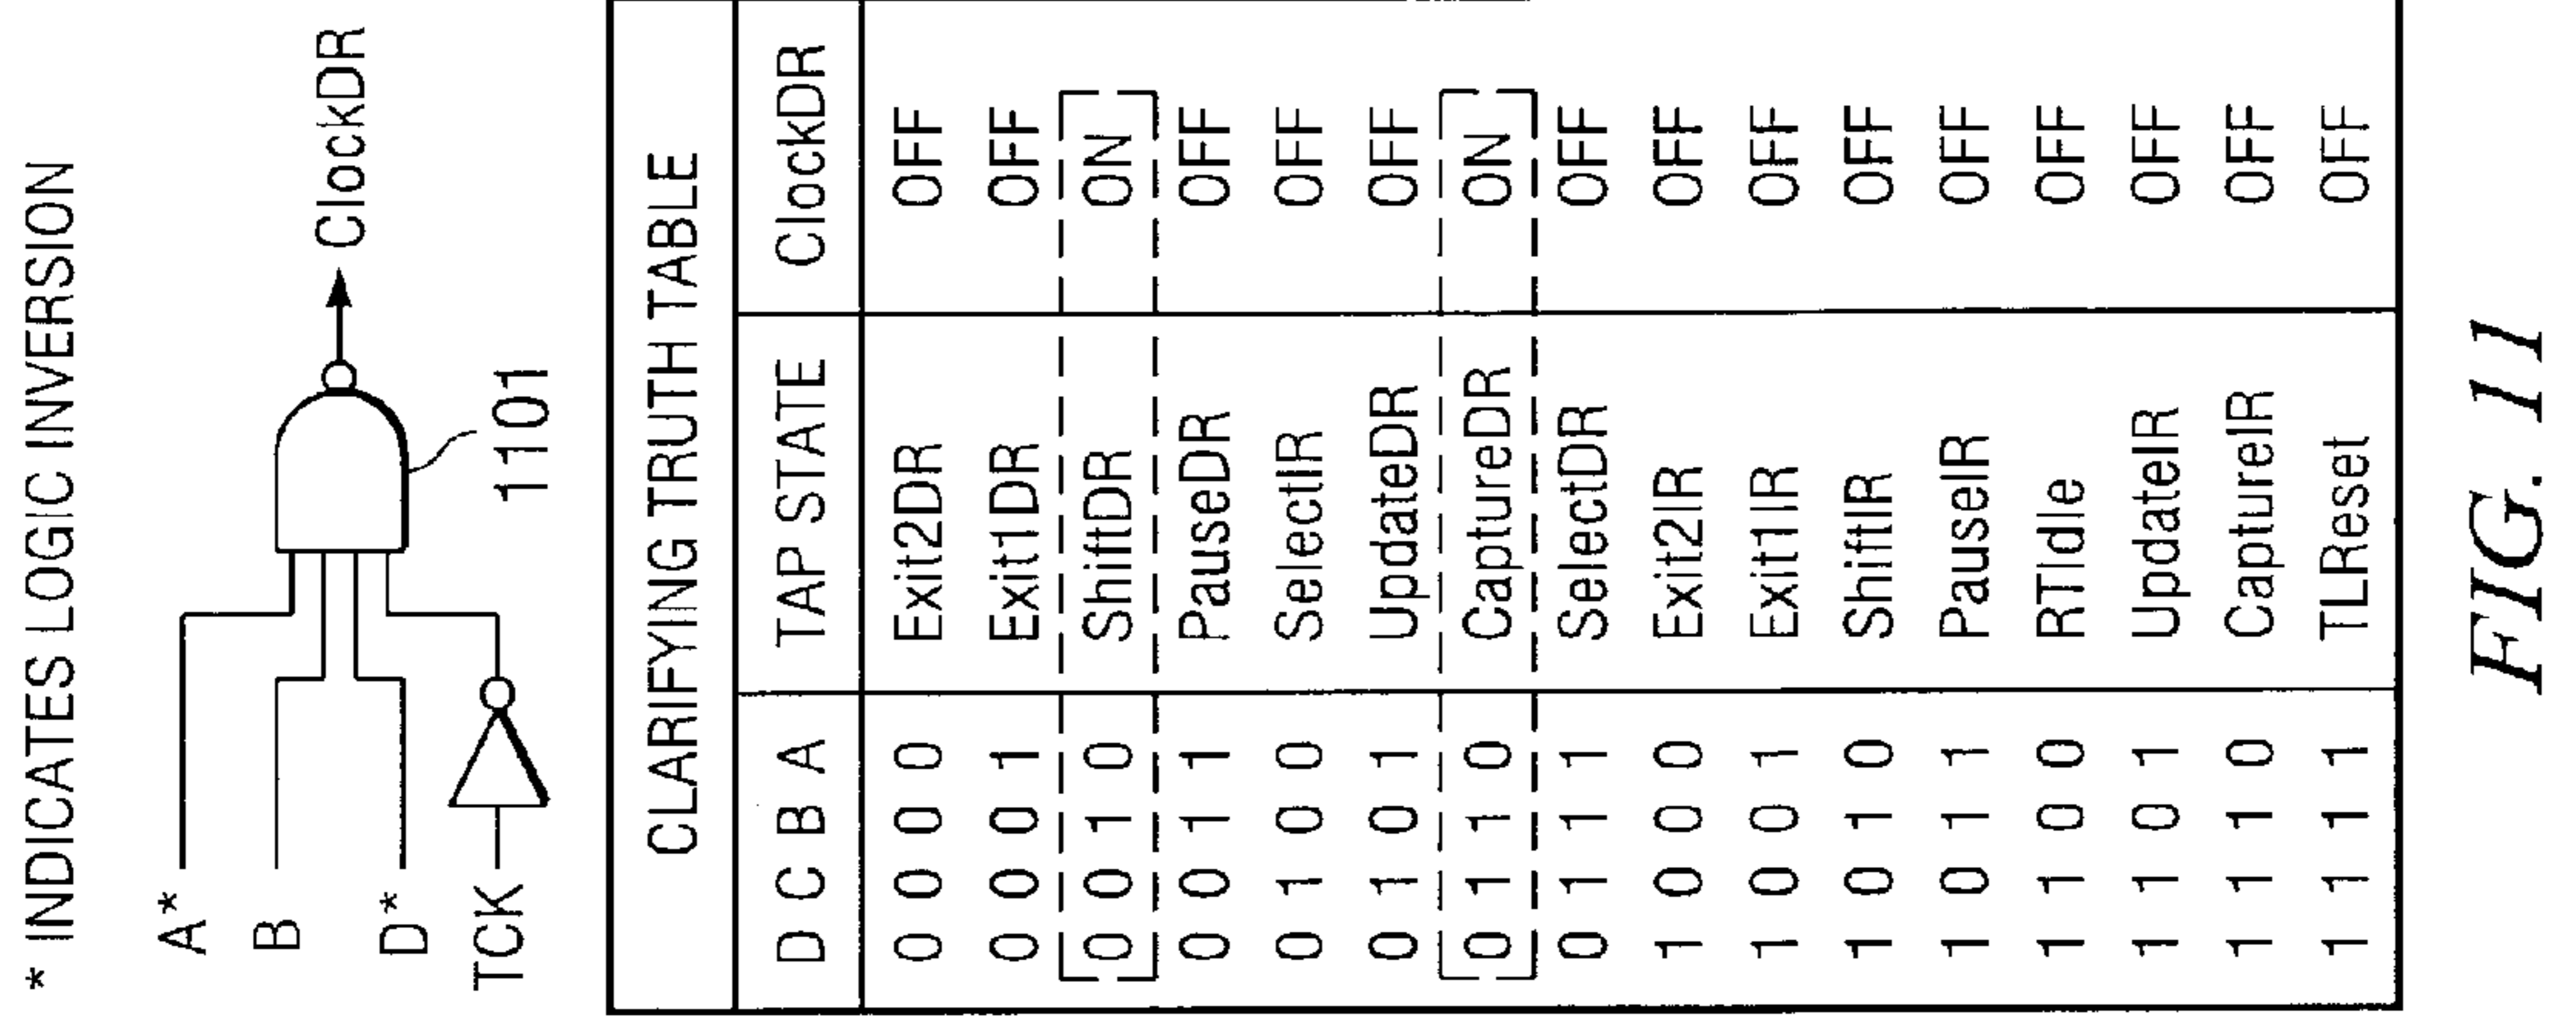 * INDICATES LOGIC INVERSION
A*
B
D*
TCK
ClockDR
1101
CLARIFYING TRUTH TABLE
D C B A TAP STATE ClockDR
0 0 0 0 Exit2DR OFF
0 0 0 1 Exit1DR OFF
0 0 1 0 ShiftDR ON
0 0 1 1 PauseDR OFF
0 1 0 0 SelectIR OFF
0 1 0 1 UpdateDR OFF
0 1 1 0 CaptureDR ON
0 1 1 1 SelectDR OFF
1 0 0 0 Exit2IR OFF
1 0 0 1 Exit1IR OFF
1 0 1 0 ShiftIR OFF
1 0 1 1 PauseIR OFF
1 1 0 0 RTIdle OFF
1 1 0 1 UpdateIR OFF
1 1 1 0 CaptureIR OFF
1 1 1 1 TLReset OFF
FIG. 11